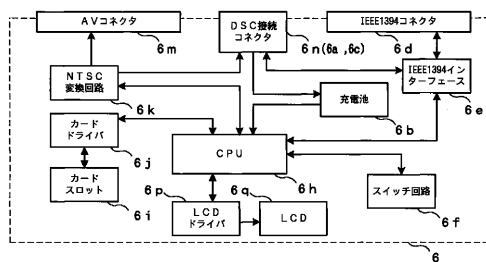 AVコネクタ
6m
DSC接続
コネクタ
6n(6a,6c)
IEEE1394コネクタ
6d
NTSC
変換回路
6k
IEEE1394インタ
フェース
6e
充電池
6b
カード
ドライバ
6j
CPU
6h
カード
スロット
6i
6p
LCD
ドライバ
6q
LCD
スイッチ回路
6f
6